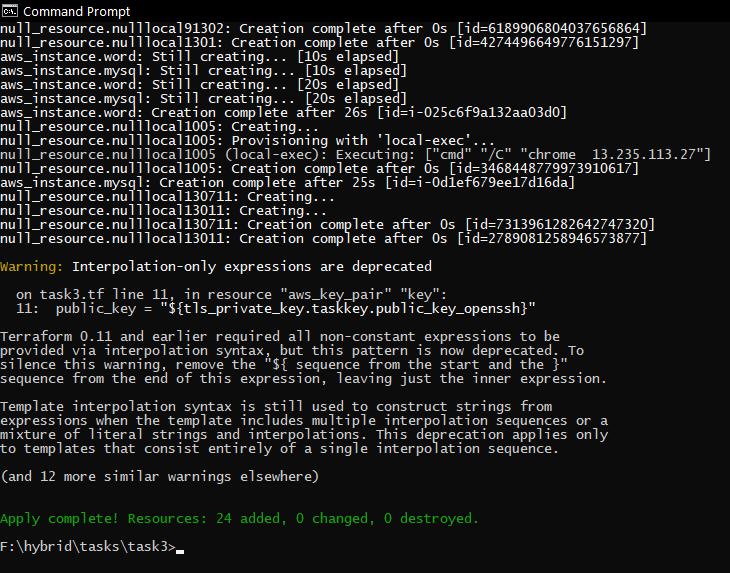 Command Prompt
null_resource.nulllocal91302: Creation complete after 0s [id=6189906804037656864]
null_resource.nulllocal1301: Creation complete after 0s [id=4274496649776151297]
aws_instance.word: Still creating... [10s elapsed]
aws_instance.mysql: Still creating... [10s elapsed]
aws_instance.word: Still creating... [20s elapsed]
aws_instance.mysql: Still creating... [20s elapsed]
aws_instance.word: Creation complete after 26s [id=i-025c6f9a132aa03d0]
null_resource.nulllocal1005: Creating...
null_resource.nulllocal1005: Provisioning with 'local-exec'...
null_resource.nulllocal1005 (local-exec): Executing: ["cmd" "/C" "chrome  13.235.113.27"]
null_resource.nulllocal1005: Creation complete after 0s [id=3468448779973910617]
aws_instance.mysql: Creation complete after 25s [id=i-0d1ef679ee17d16da]
null_resource.nulllocal130711: Creating...
null_resource.nulllocal13011: Creating...
null_resource.nulllocal130711: Creation complete after 0s [id=7313961282642747320]
null_resource.nulllocal13011: Creation complete after 0s [id=2789081258946573877]
Warning: Interpolation-only expressions are deprecated
on task3.tf line 11, in resource "aws_key_pair" "key":
11:  public_key = "${tls_private_key.taskkey.public_key_openssh}"
Terraform 0.11 and earlier required all non-constant expressions to be
provided via interpolation syntax, but this pattern is now deprecated. To
silence this warning, remove the "${ sequence from the start and the }"
sequence from the end of this expression, leaving just the inner expression.
Template interpolation syntax is still used to construct strings from
expressions when the template includes multiple interpolation sequences or a
mixture of literal strings and interpolations. This deprecation applies only
to templates that consist entirely of a single interpolation sequence.
(and 12 more similar warnings elsewhere)
Apply complete! Resources: 24 added, 0 changed, 0 destroyed.
F:\hybrid\tasks\task3>